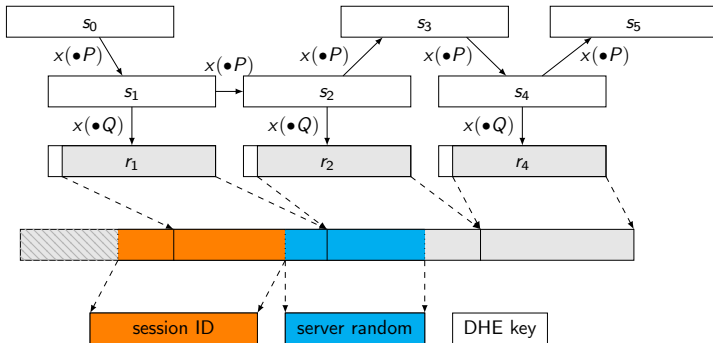 s₀
s₃
s₅
x(•P)
x(•P)
x(•P)
x(•P)
x(•P)
s₁
s₂
s₄
x(•Q)
x(•Q)
x(•Q)
r₁
r₂
r₄
session ID
server random
DHE key